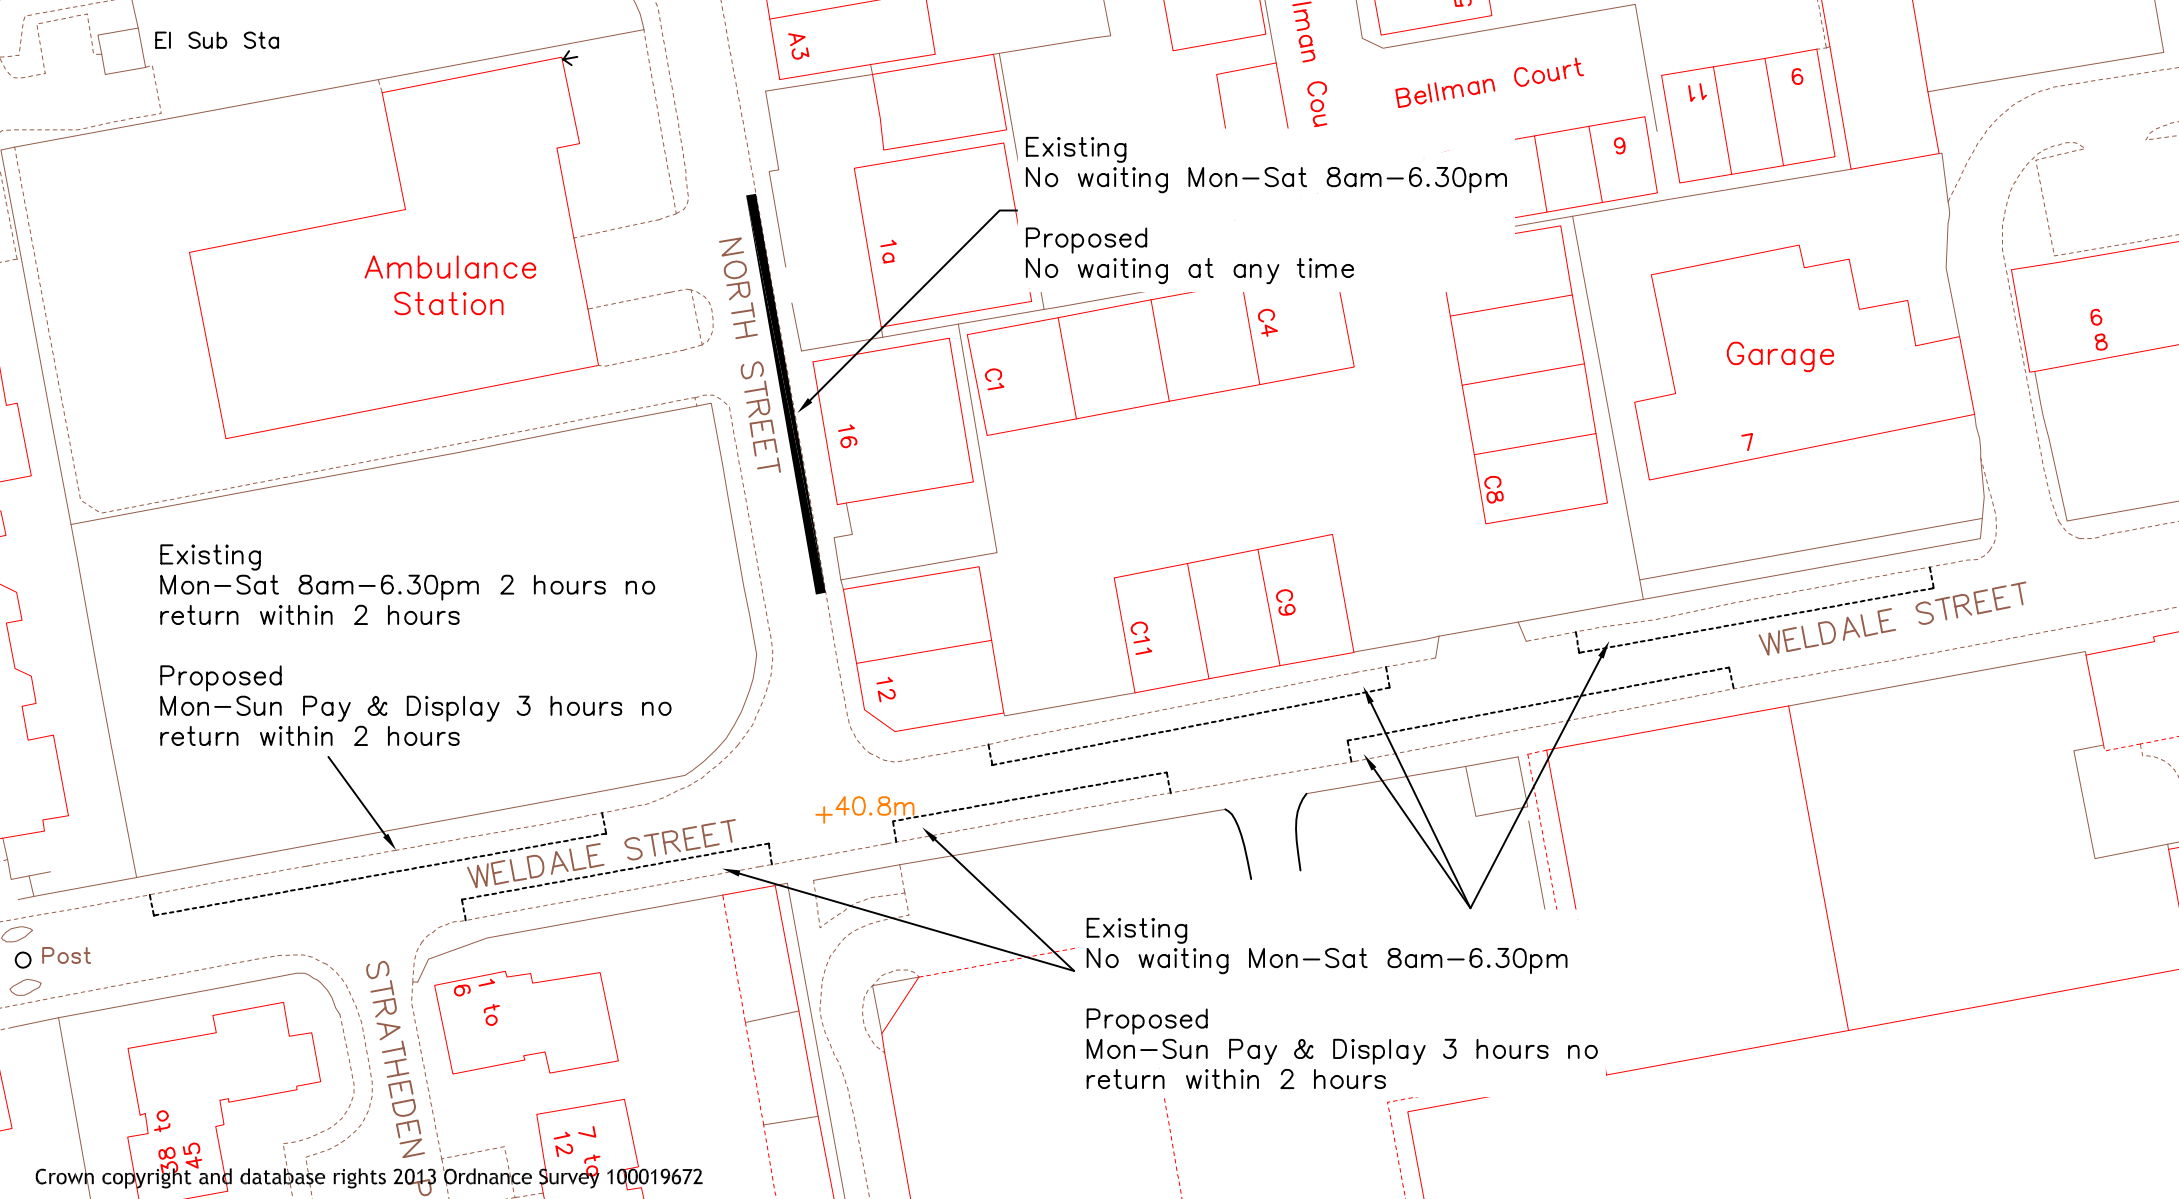 El Sub Sta
A3
lman Cou
Bellman Court
11
9
9
Existing
No waiting Mon-Sat 8am-6.30pm
Proposed
No waiting at any time
1a
Ambulance
Station
NORTH STREET
C1
C4
16
Garage
7
6
8
C8
Existing
Mon-Sat 8am-6.30pm 2 hours no
return within 2 hours
Proposed
Mon-Sun Pay & Display 3 hours no
return within 2 hours
C11
C9
12
WELDALE STREET
+40.8m
WELDALE STREET
Post
STRATHEDEN P
1 to
6
Existing
No waiting Mon-Sat 8am-6.30pm
Proposed
Mon-Sun Pay & Display 3 hours no
return within 2 hours
38 to
45
7 to
12
Crown copyright and database rights 2013 Ordnance Survey 100019672